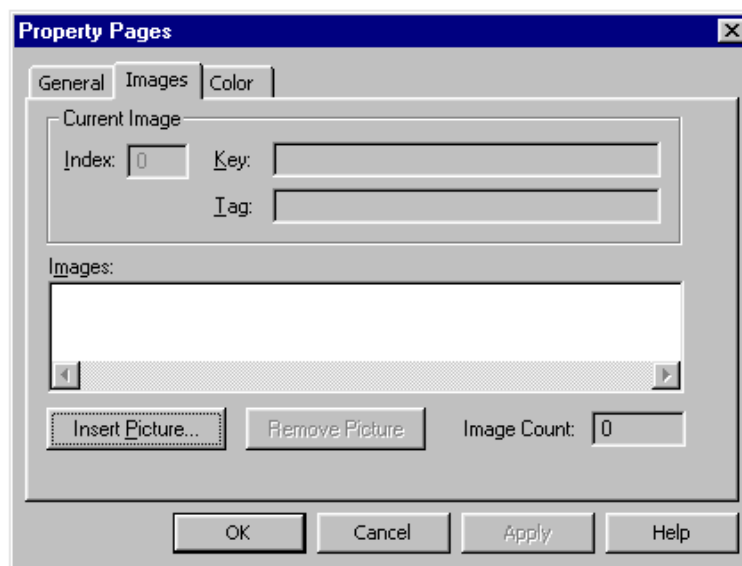 Property Pages
General Images Color
Current Image
Index: 0 Key:
Tag:
Images:
Insert Picture... Remove Picture Image Count: 0
OK Cancel Apply Help